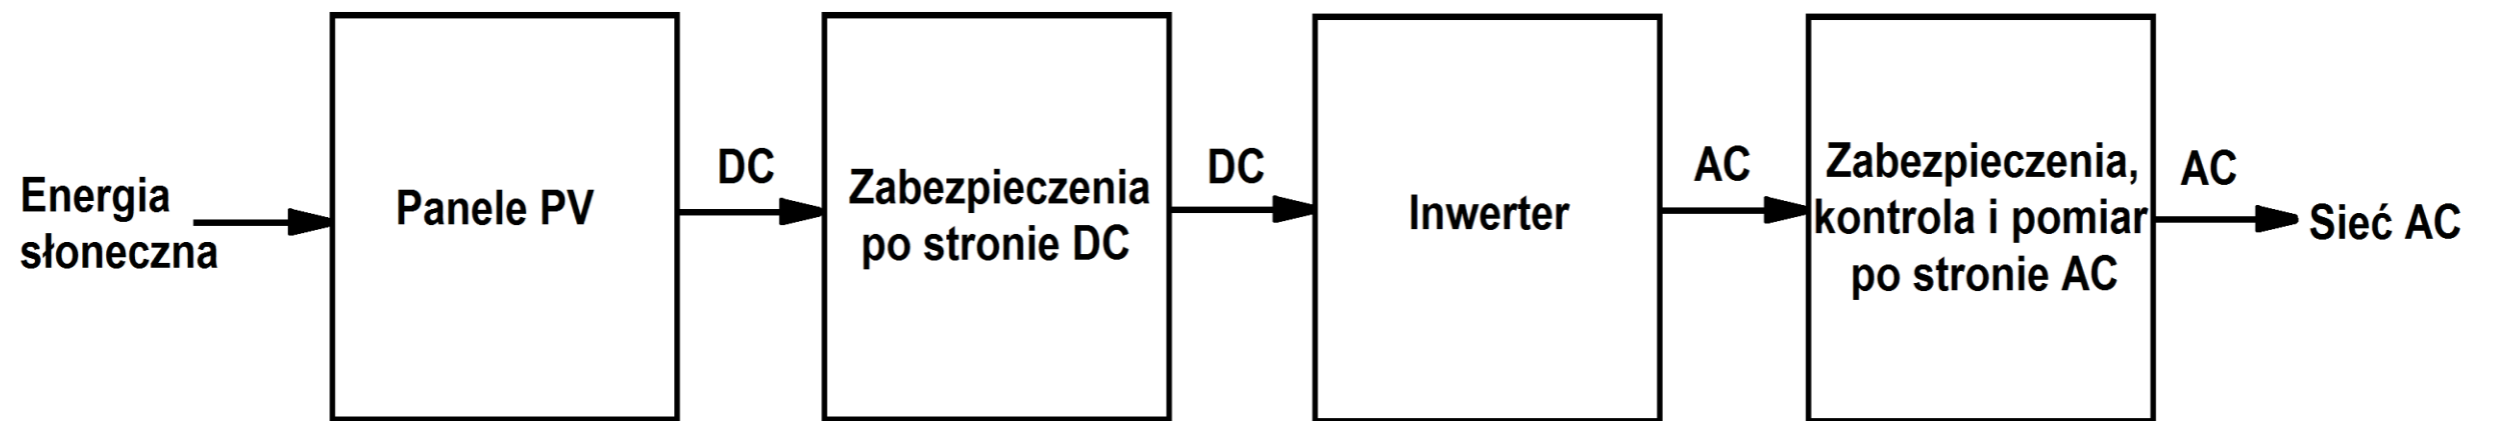 Energia
słoneczna
Panele PV
DC
Zabezpieczenia
po stronie DC
DC
Inwerter
AC
Zabezpieczenia,
kontrola i pomiar
po stronie AC
AC
Sieć AC